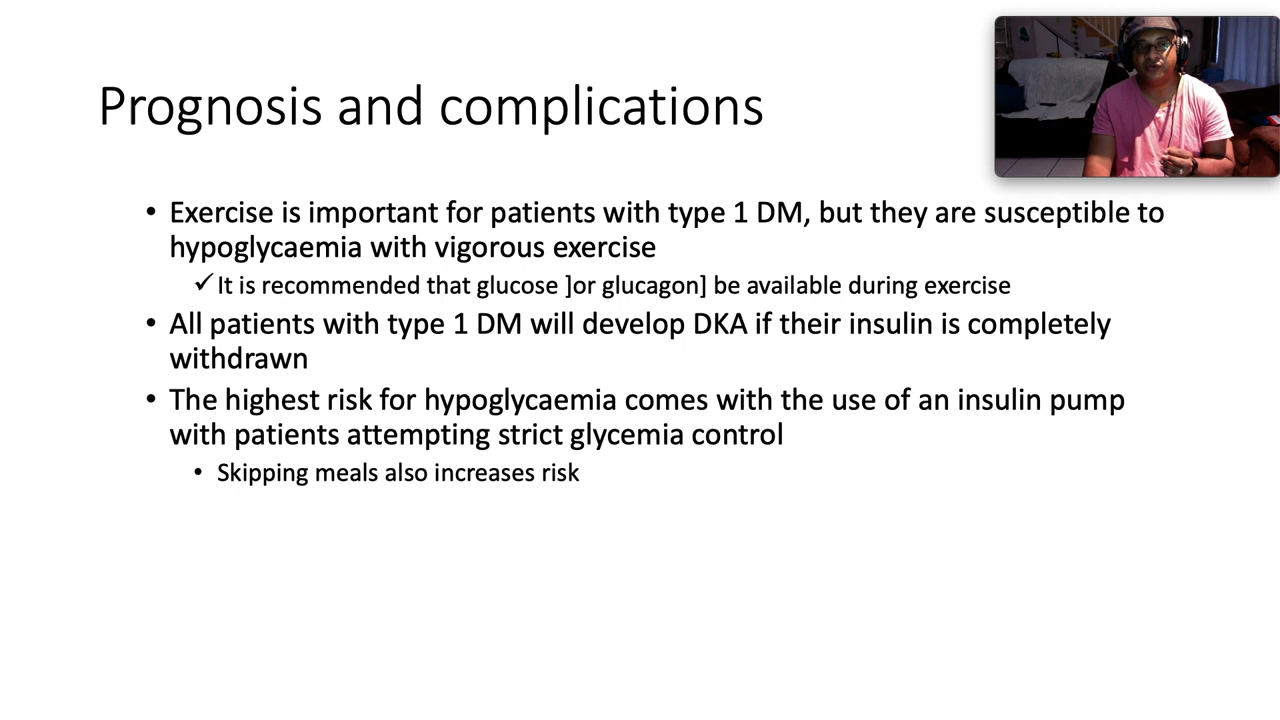 Prognosis and complications
• Exercise is important for patients with type 1 DM, but they are susceptible to
hypoglycaemia with vigorous exercise
✓ It is recommended that glucose ]or glucagon] be available during exercise
• All patients with type 1 DM will develop DKA if their insulin is completely
withdrawn
• The highest risk for hypoglycaemia comes with the use of an insulin pump
with patients attempting strict glycemia control
• Skipping meals also increases risk